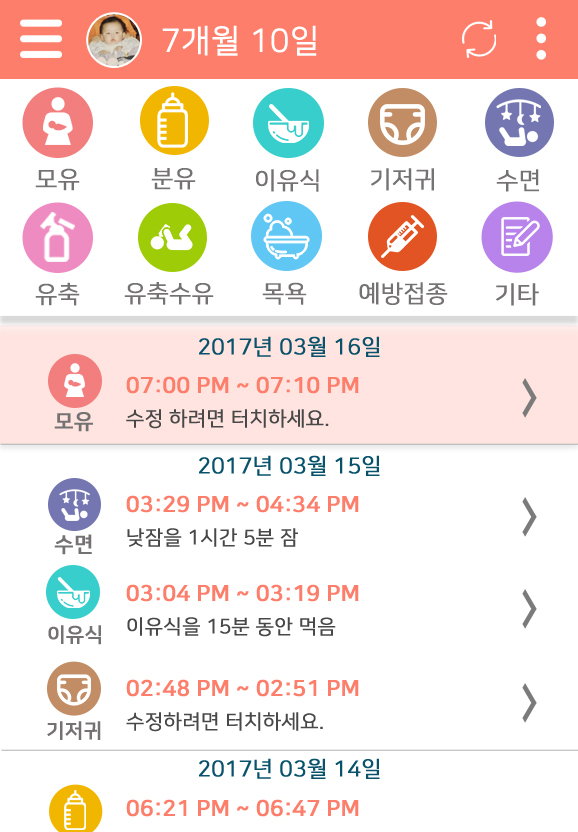 7개월 10일
모유 분유 이유식 기저귀 수면
유축 유축수유 목욕 예방접종 기타
2017년 03월 16일
07:00 PM ~ 07:10 PM
모유 수정 하려면 터치하세요.
2017년 03월 15일
03:29 PM ~ 04:34 PM
수면 낮잠을 1시간 5분 잠
03:04 PM ~ 03:19 PM
이유식 이유식을 15분 동안 먹음
02:48 PM ~ 02:51 PM
기저귀 수정하려면 터치하세요.
2017년 03월 14일
06:21 PM ~ 06:47 PM